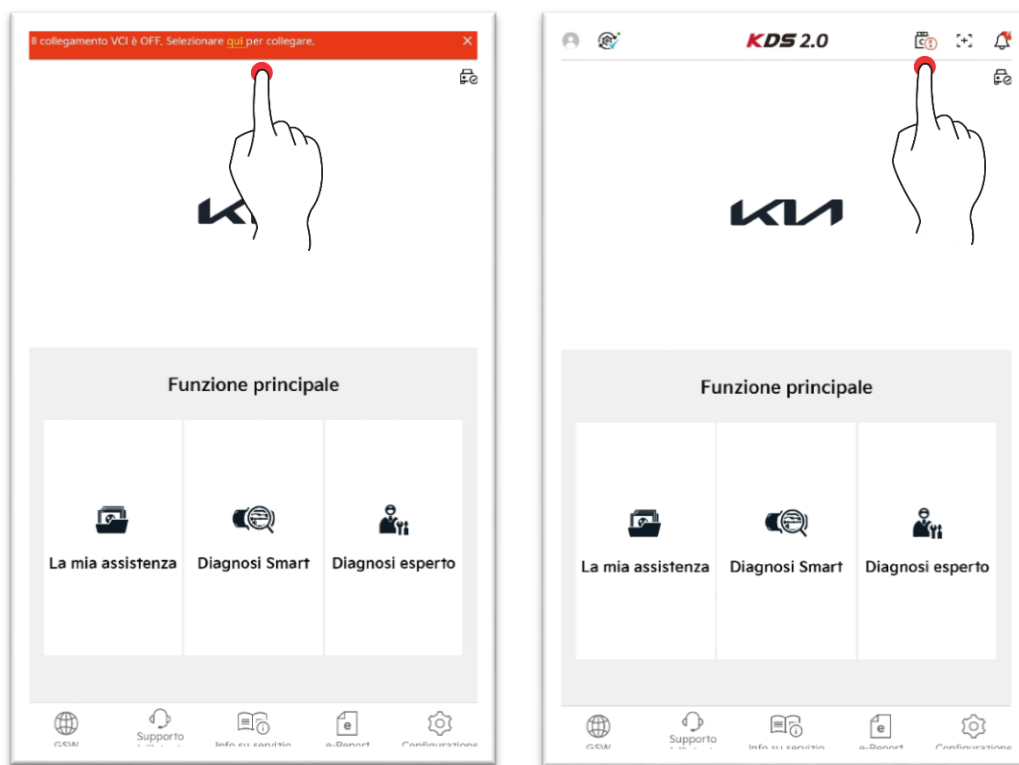 Il collegamento VCI è OFF, Selezionare qui per collegare.
KIA
Funzione principale
La mia assistenza
Diagnosi Smart
Diagnosi esperto
GSW
Supporto
Info su servizio
e-Report
Configurazione
KDS 2.0
KIA
Funzione principale
La mia assistenza
Diagnosi Smart
Diagnosi esperto
GSW
Supporto
Info su servizio
e-Report
Configurazione